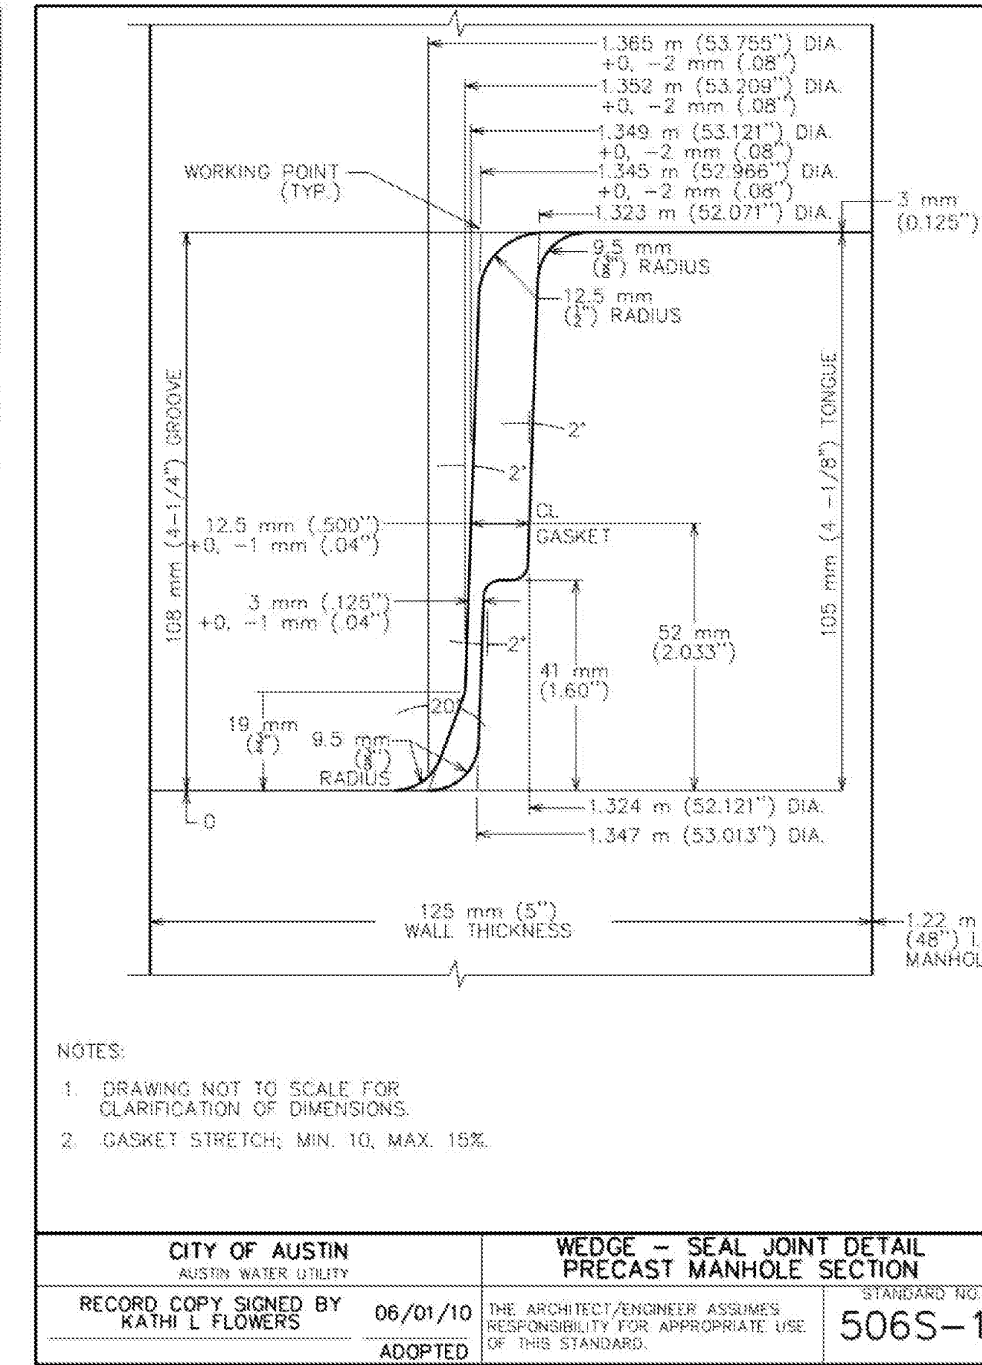 1.365 m (53.755") DIA.
+0, -2 mm (.08")
1.352 m (53.209") DIA.
+0, -2 mm (.08")
1.349 m (53.121") DIA.
+0, -2 mm (.08")
1.345 m (52.966") DIA.
+0, -2 mm (.08")
1.323 m (52.071") DIA.
WORKING POINT
(TYP.)
3 mm
(0.125")
9.5 mm
(3/8") RADIUS
12.5 mm
(1/2") RADIUS
108 mm (4-1/4") GROOVE
105 mm (4 -1/8") TONGUE
2°
2°
12.5 mm (.500")
+0, -1 mm (.04")
CL
GASKET
3 mm (.125")
+0, -1 mm (.04")
2°
52 mm
(2.033")
41 mm
(1.60")
20°
19 mm
(3/4")
9.5 mm
(3/8")
RADIUS
0
1.324 m (52.121") DIA.
1.347 m (53.013") DIA.
125 mm (5")
WALL THICKNESS
1.22 m
(48") I.
MANHOL
NOTES:
1. DRAWING NOT TO SCALE FOR
CLARIFICATION OF DIMENSIONS.
2. GASKET STRETCH; MIN. 10, MAX. 15%.
CITY OF AUSTIN
AUSTIN WATER UTILITY
WEDGE - SEAL JOINT DETAIL
PRECAST MANHOLE SECTION
RECORD COPY SIGNED BY
KATHI L FLOWERS
06/01/10
ADOPTED
THE ARCHITECT/ENGINEER ASSUMES
RESPONSIBILITY FOR APPROPRIATE USE
OF THIS STANDARD.
STANDARD NO.
506S-1